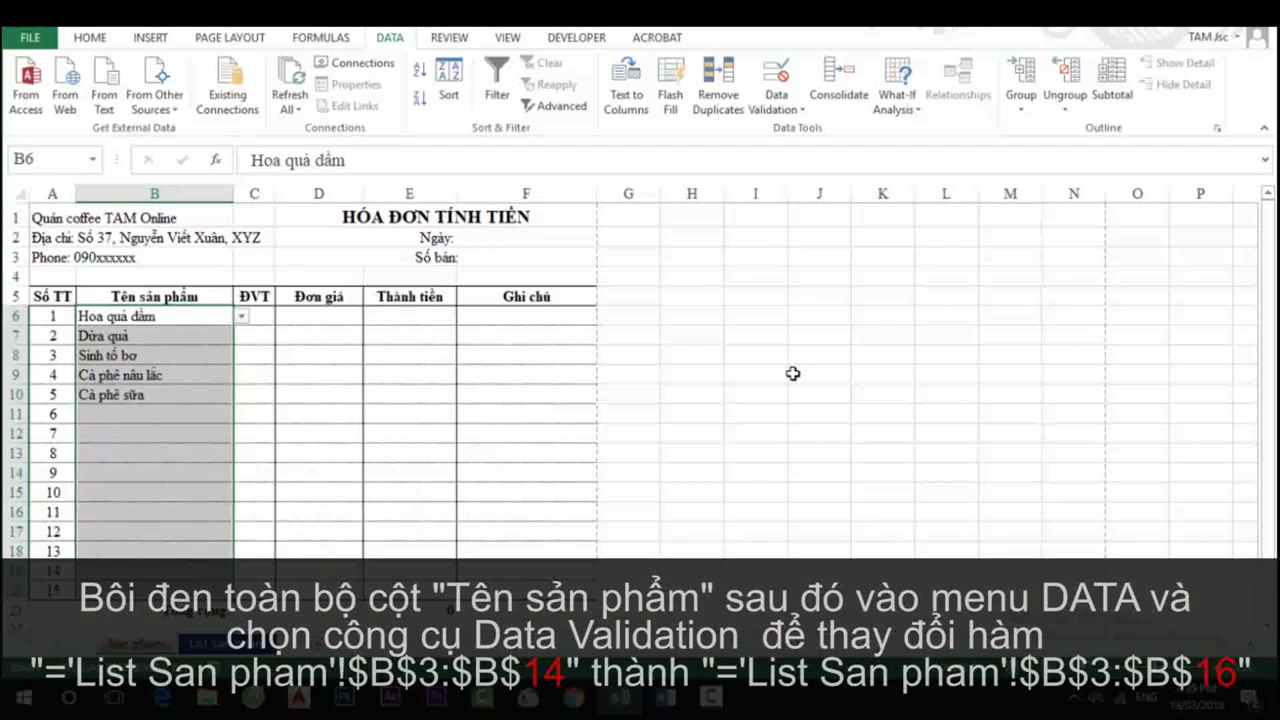 FILE HOME INSERT PAGE LAYOUT FORMULAS DATA REVIEW VIEW DEVELOPER ACROBAT TAM Jsc
From Access From Web From Text From Other Sources Existing Connections
Refresh All Connections Properties Edit Links
Sort Filter Clear Reapply Advanced
Text to Columns Flash Fill Remove Duplicates Data Validation Consolidate What-If Analysis Relationships
Group Ungroup Subtotal Show Detail Hide Detail
Get External Data Connections Sort & Filter Data Tools Outline
B6 fx Hoa quả dầm
A B C D E F G H I J K L M N O P
1 Quán coffee TAM Online HÓA ĐƠN TÍNH TIỀN
2 Địa chỉ: Số 37, Nguyễn Viết Xuân, XYZ Ngày:
3 Phone: 090xxxxxx Số bàn:
4
5 Số TT Tên sản phẩm ĐVT Đơn giá Thành tiền Ghi chú
6 1 Hoa quả dầm
7 2 Dừa quả
8 3 Sinh tố bơ
9 4 Cà phê nâu lắc
10 5 Cà phê sữa
11 6
12 7
13 8
14 9
15 10
16 11
17 12
18 13
14
15
Bôi đen toàn bộ cột "Tên sản phẩm" sau đó vào menu DATA và
chọn công cụ Data Validation để thay đổi hàm
"='List San pham'!$B$3:$B$14" thành "='List San pham'!$B$3:$B$16"
ENG